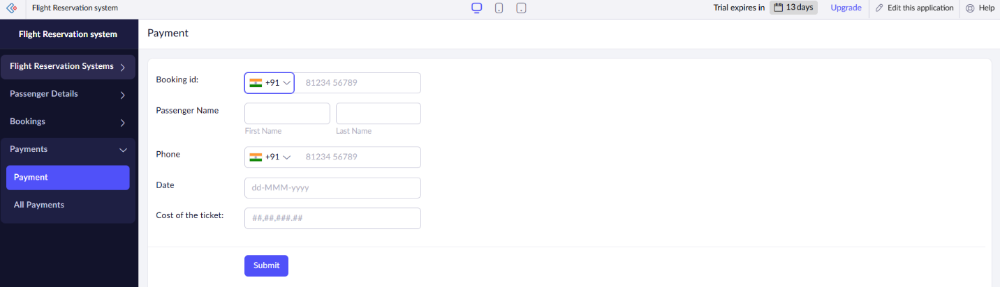 Flight Reservation system
Trial expires in 13 days Upgrade Edit this application Help
Flight Reservation system
Payment
Flight Reservation Systems
Passenger Details
Bookings
Payments
Payment
All Payments
Booking id: +91 81234 56789
Passenger Name
First Name Last Name
Phone +91 81234 56789
Date dd-MMM-yyyy
Cost of the ticket: ##,##,###.##
Submit